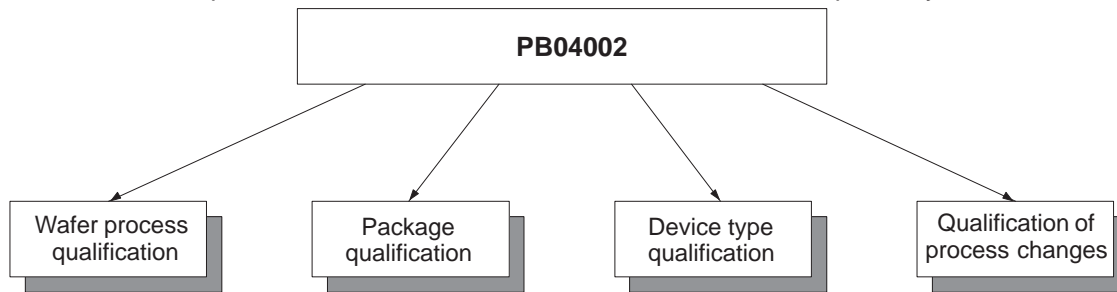 PB04002
Wafer process
qualification
Package
qualification
Device type
qualification
Qualification of
process changes